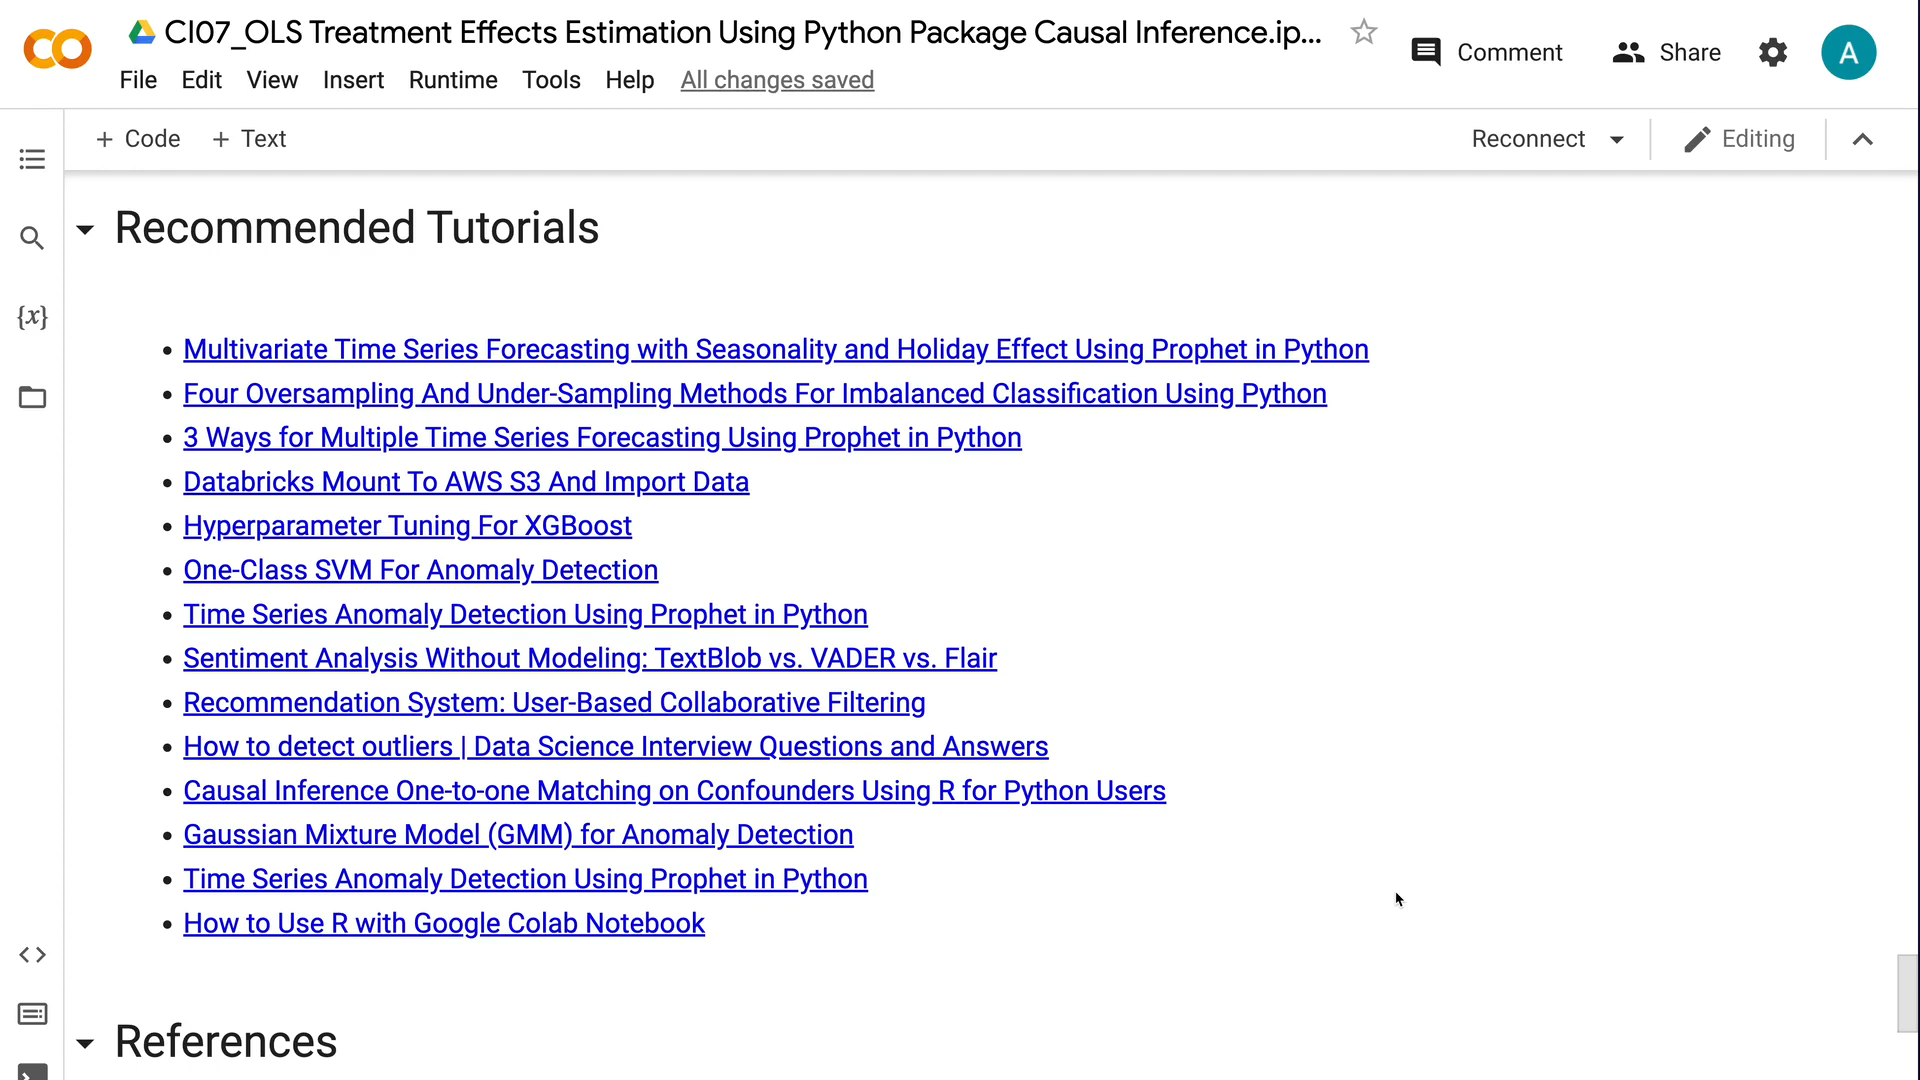 CI07_OLS Treatment Effects Estimation Using Python Package Causal Inference.ip...
Comment
Share
A
File Edit View Insert Runtime Tools Help All changes saved
+ Code + Text
Reconnect
Editing
{x}
Recommended Tutorials
• Multivariate Time Series Forecasting with Seasonality and Holiday Effect Using Prophet in Python
• Four Oversampling And Under-Sampling Methods For Imbalanced Classification Using Python
• 3 Ways for Multiple Time Series Forecasting Using Prophet in Python
• Databricks Mount To AWS S3 And Import Data
• Hyperparameter Tuning For XGBoost
• One-Class SVM For Anomaly Detection
• Time Series Anomaly Detection Using Prophet in Python
• Sentiment Analysis Without Modeling: TextBlob vs. VADER vs. Flair
• Recommendation System: User-Based Collaborative Filtering
• How to detect outliers | Data Science Interview Questions and Answers
• Causal Inference One-to-one Matching on Confounders Using R for Python Users
• Gaussian Mixture Model (GMM) for Anomaly Detection
• Time Series Anomaly Detection Using Prophet in Python
• How to Use R with Google Colab Notebook
References